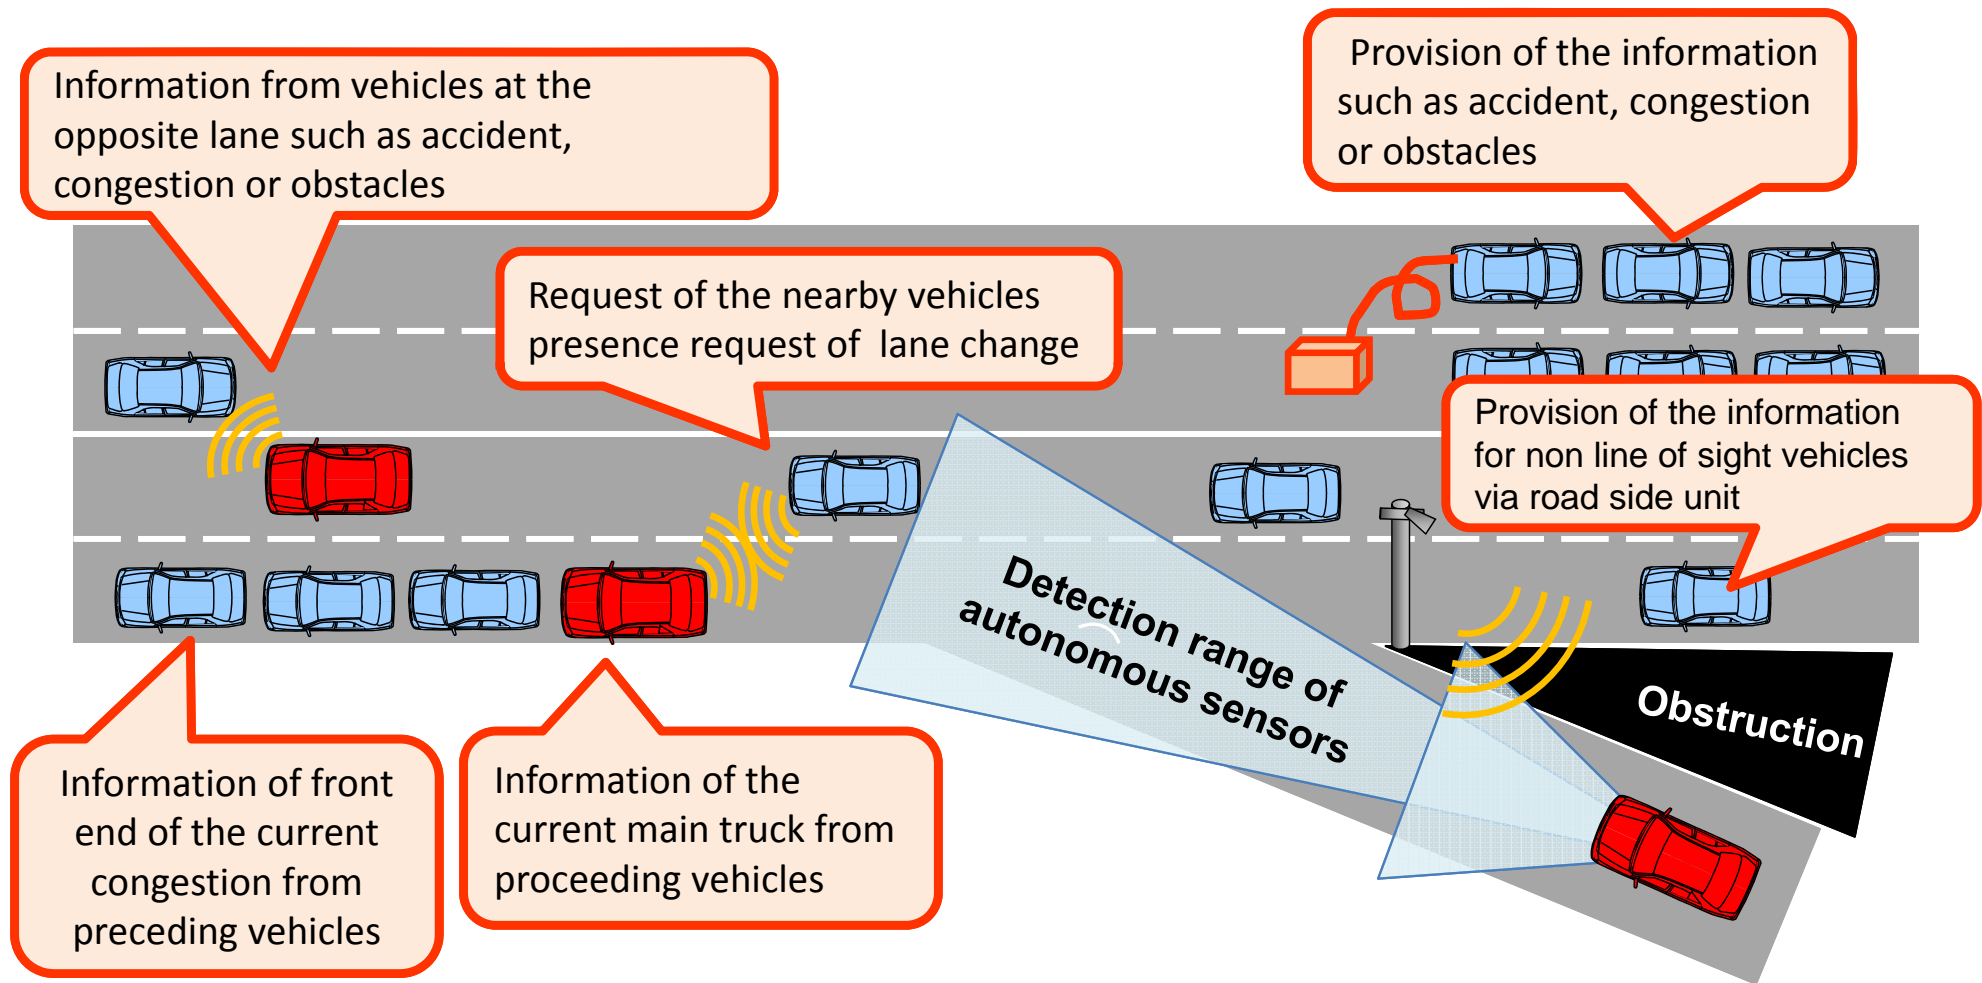 Information from vehicles at the
opposite lane such as accident,
congestion or obstacles
Provision of the information
such as accident, congestion
or obstacles
Request of the nearby vehicles
presence request of lane change
Provision of the information
for non line of sight vehicles
via road side unit
Detection range of
autonomous sensors
Obstruction
Information of front
end of the current
congestion from
preceding vehicles
Information of the
current main truck from
proceeding vehicles